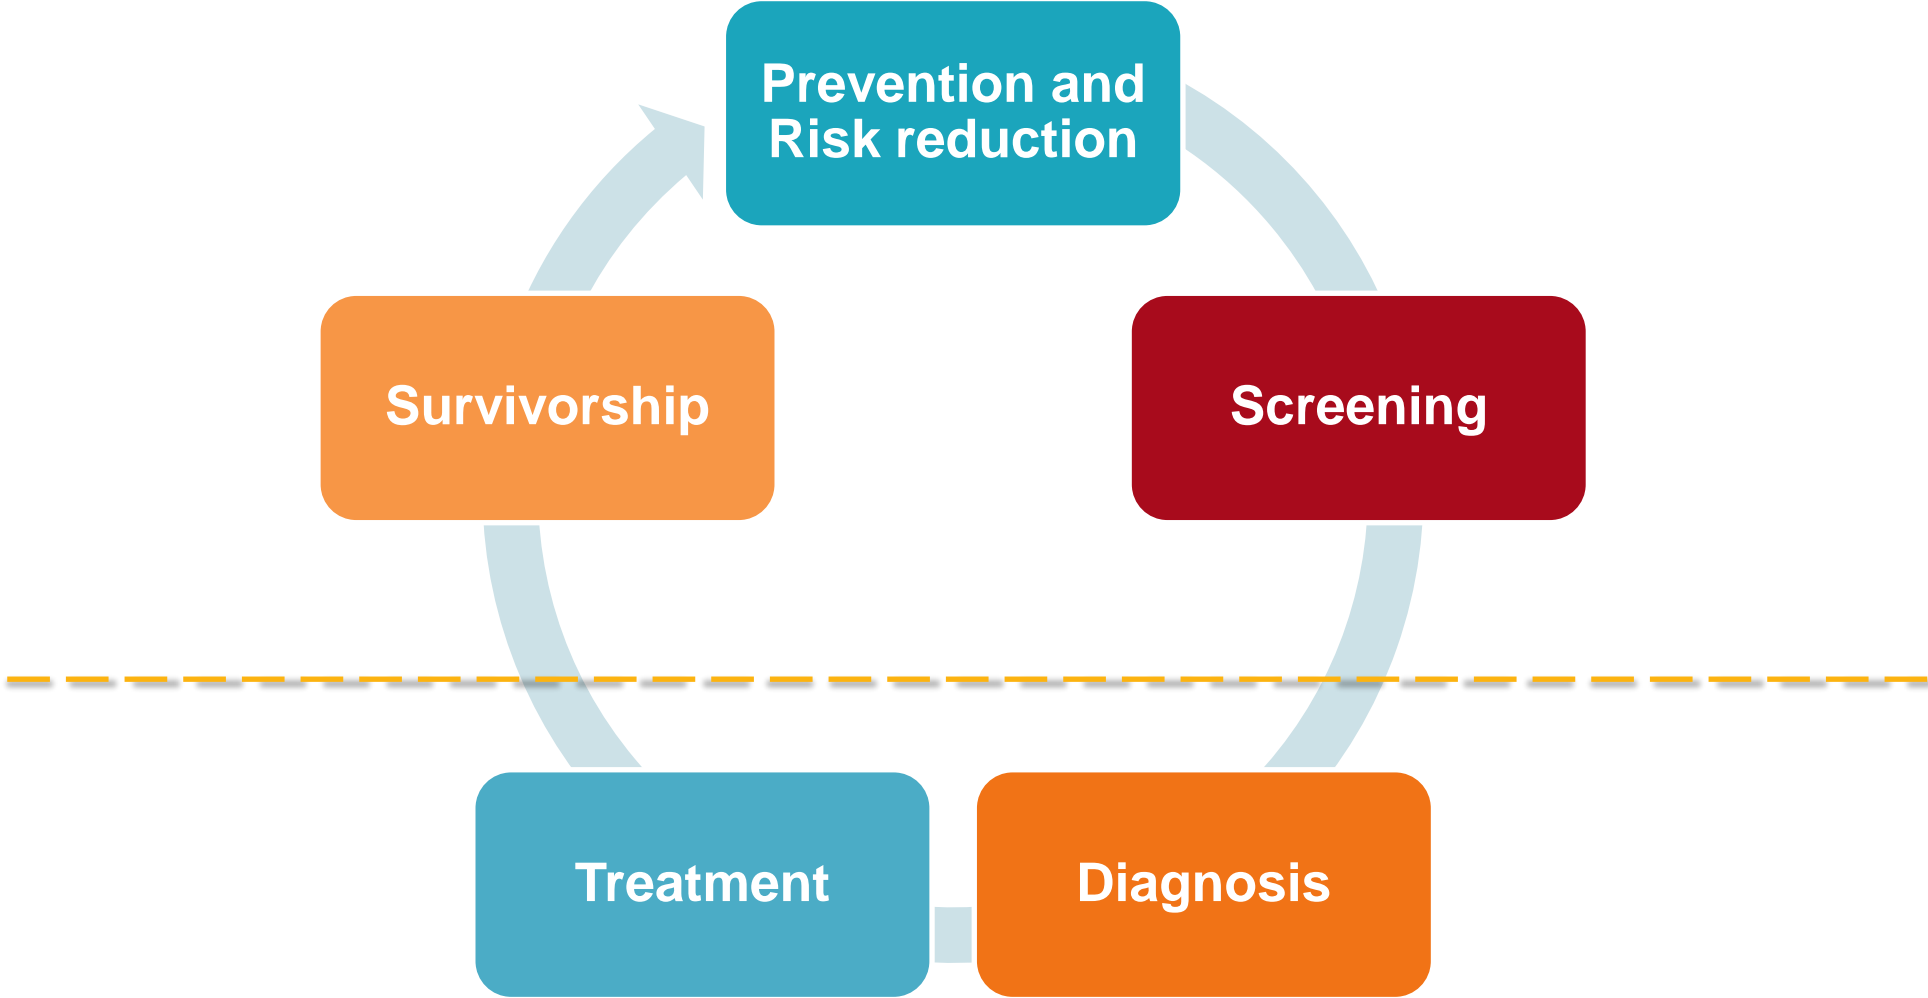 Prevention and
Risk reduction
Survivorship
Screening
Treatment
Diagnosis